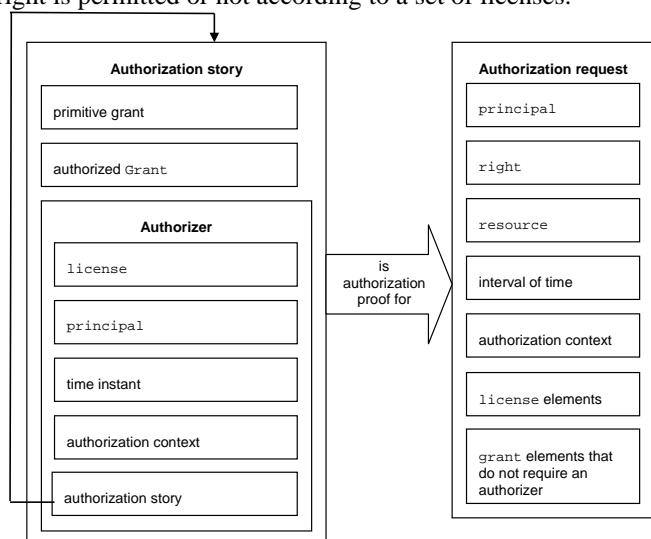 right is permitted or not according to a set of licenses.
Authorization story
primitive grant
authorized Grant
Authorizer
license
principal
time instant
authorization context
authorization story
is
authorization
proof for
Authorization request
principal
right
resource
interval of time
authorization context
license elements
grant elements that
do not require an
authorizer